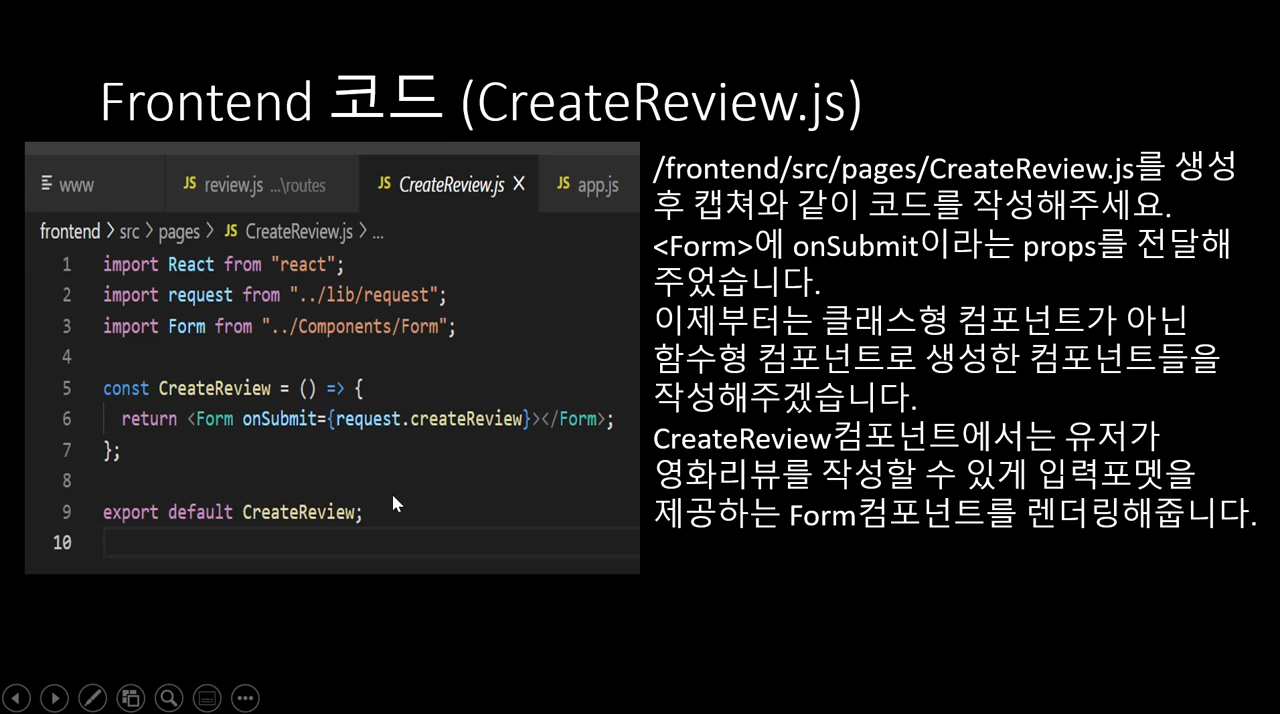 Frontend 코드 (CreateReview.js)
www
JS review.js ...\routes
JS CreateReview.js X
JS app.js
frontend > src > pages > JS CreateReview.js > ...
1 import React from "react";
2 import request from "../lib/request";
3 import Form from "../Components/Form";
4
5 const CreateReview = () => {
6 return <Form onSubmit={request.createReview}></Form>;
7 };
8
9 export default CreateReview;
10
/frontend/src/pages/CreateReview.js를 생성
후 캡쳐와 같이 코드를 작성해주세요.
<Form>에 onSubmit이라는 props를 전달해
주었습니다.
이제부터는 클래스형 컴포넌트가 아닌
함수형 컴포넌트로 생성한 컴포넌트들을
작성해주겠습니다.
CreateReview컴포넌트에서는 유저가
영화리뷰를 작성할 수 있게 입력포멧을
제공하는 Form컴포넌트를 렌더링해줍니다.